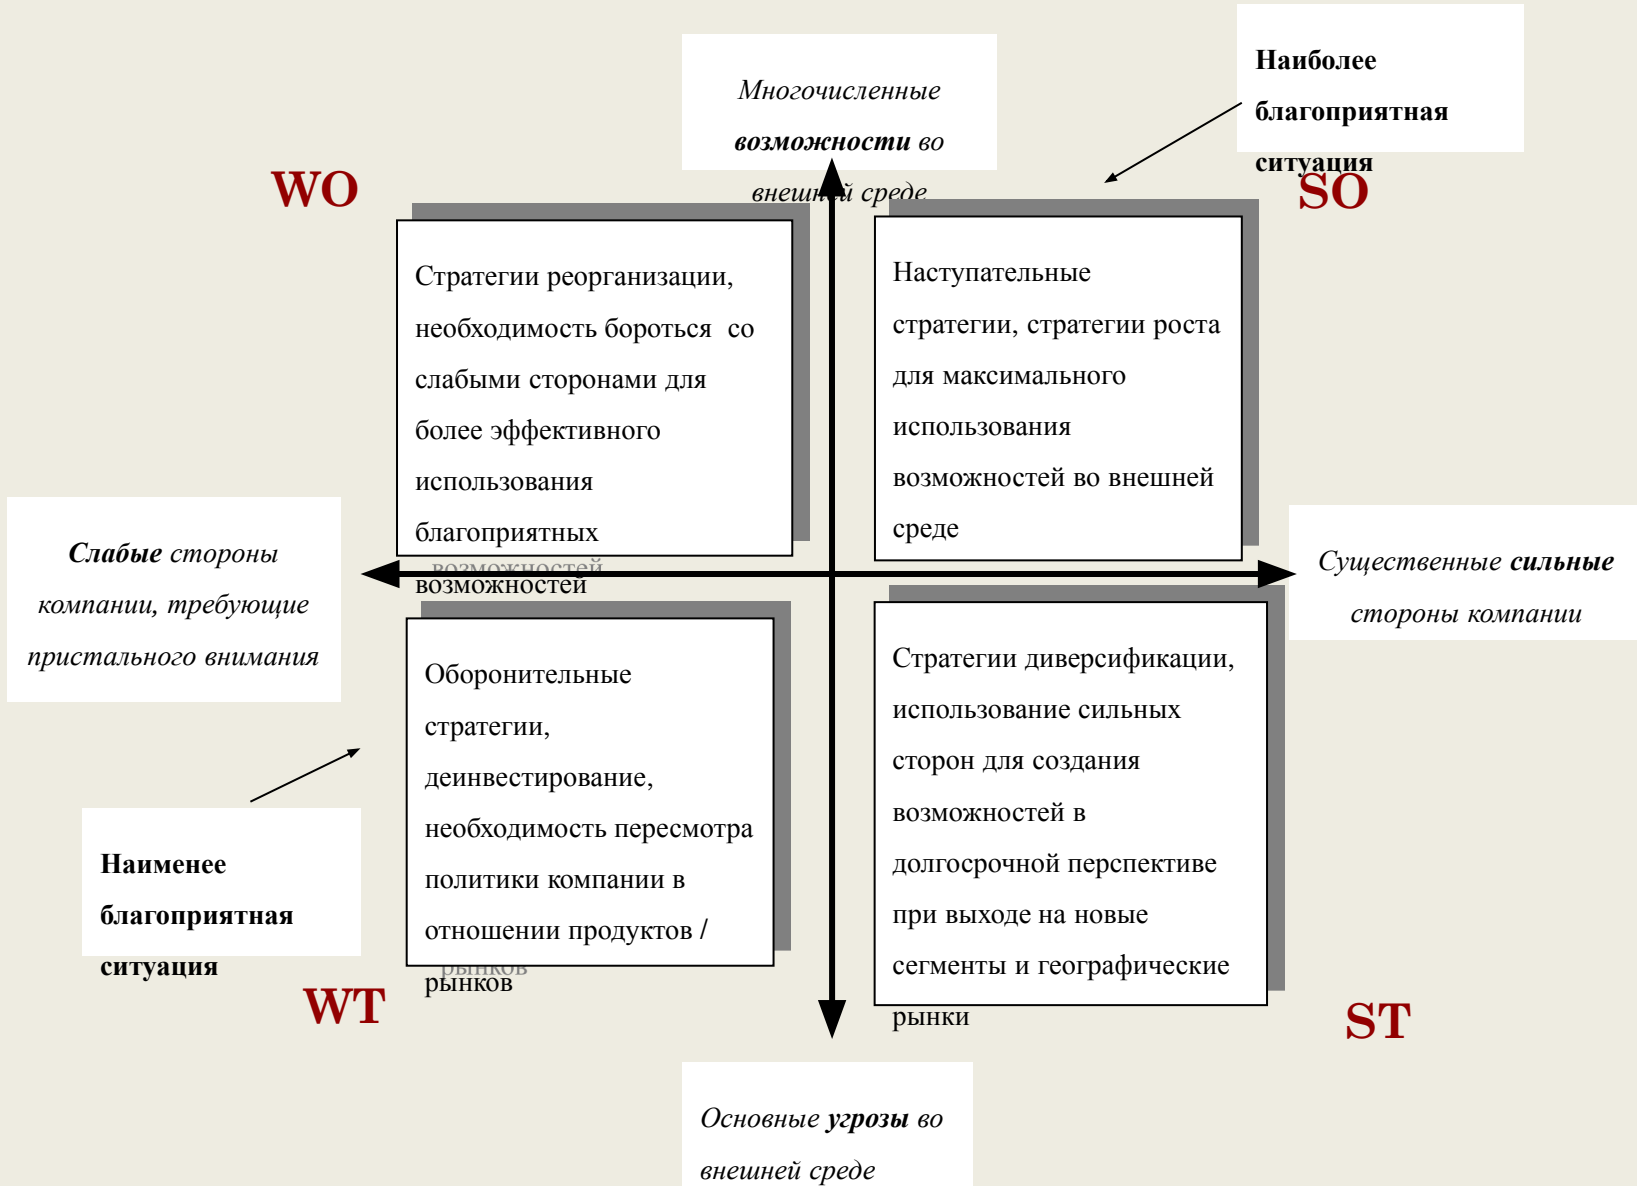 Наиболее
благоприятная
ситуация
Многочисленные
возможности во
внешней среде
WO
SO
Стратегии реорганизации,
необходимость бороться со
слабыми сторонами для
более эффективного
использования
благоприятных
возможностей
Наступательные
стратегии, стратегии роста
для максимального
использования
возможностей во внешней
среде
Слабые стороны
компании, требующие
пристального внимания
Существенные сильные
стороны компании
Оборонительные
стратегии,
деинвестирование,
необходимость пересмотра
политики компании в
отношении продуктов /
рынков
Стратегии диверсификации,
использование сильных
сторон для создания
возможностей в
долгосрочной перспективе
при выходе на новые
сегменты и географические
рынки
Наименее
благоприятная
ситуация
WT
ST
Основные угрозы во
внешней среде